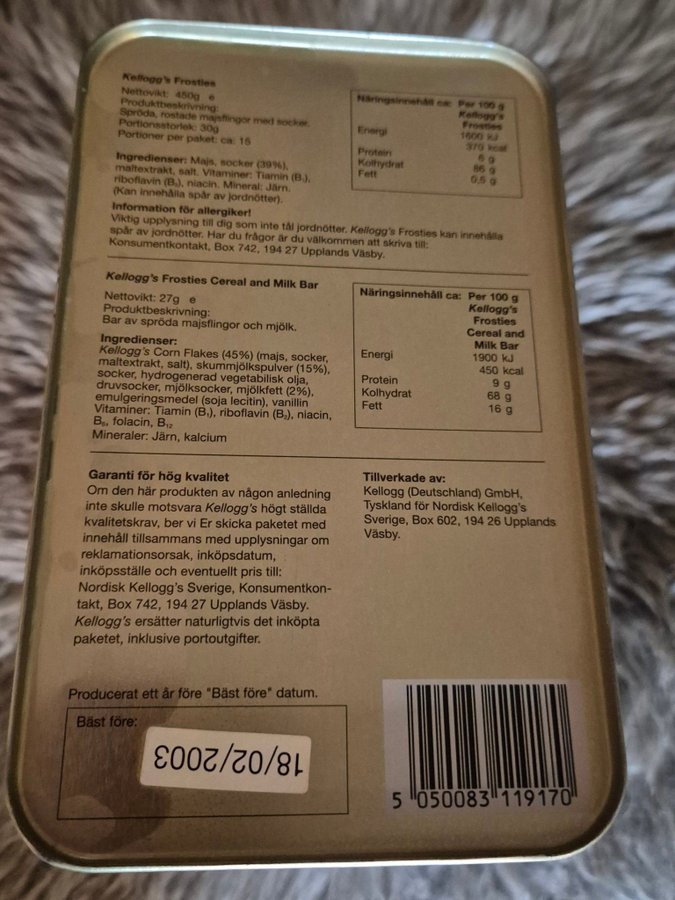 Kellogg's Frosties
Nettovikt: 450g e
Produktbeskrivning:
Spröda, rostade majsflingor med socker.
Portionsstorlek: 30g
Portioner per paket: ca: 15
Ingredienser: Majs, socker (39%),
maltextrakt, salt. Vitaminer: Tiamin (B₁),
riboflavin (B₂), niacin. Mineral: Järn.
(Kan innehålla spår av jordnötter).
Näringsinnehåll ca: Per 100 g
Kellogg's
Frosties
Energi 1600 kJ
370 kcal
Protein 6 g
Kolhydrat 86 g
Fett 0,5 g
Information för allergiker!
Viktig upplysning till dig som inte tål jordnötter. Kellogg's Frosties kan innehålla
spår av jordnötter. Har du frågor är du välkommen att skriva till:
Konsumentkontakt, Box 742, 194 27 Upplands Väsby.
Kellogg's Frosties Cereal and Milk Bar
Nettovikt: 27g e
Produktbeskrivning:
Bar av spröda majsflingor och mjölk.
Ingredienser:
Kellogg's Corn Flakes (45%) (majs, socker,
maltextrakt, salt), skummjölkspulver (15%),
socker, hydrogenerad vegetabilisk olja,
druvsocker, mjölksocker, mjölkfett (2%),
emulgeringsmedel (soja lecitin), vanillin
Vitaminer: Tiamin (B₁), riboflavin (B₂), niacin,
B₆, folacin, B₁₂
Mineraler: Järn, kalcium
Näringsinnehåll ca: Per 100 g
Kellogg's
Frosties
Cereal and
Milk Bar
Energi 1900 kJ
450 kcal
Protein 9 g
Kolhydrat 68 g
Fett 16 g
Garanti för hög kvalitet
Om den här produkten av någon anledning
inte skulle motsvara Kellogg's högt ställda
kvalitetskrav, ber vi Er skicka paketet med
innehåll tillsammans med upplysningar om
reklamationsorsak, inköpsdatum,
inköpsställe och eventuellt pris till:
Nordisk Kellogg's Sverige, Konsumentkon-
takt, Box 742, 194 27 Upplands Väsby.
Kellogg's ersätter naturligtvis det inköpta
paketet, inklusive portoutgifter.
Tillverkade av:
Kellogg (Deutschland) GmbH,
Tyskland för Nordisk Kellogg's
Sverige, Box 602, 194 26 Upplands
Väsby.
Producerat ett år före "Bäst före" datum.
Bäst före:
18/02/2003
5 050083 119170